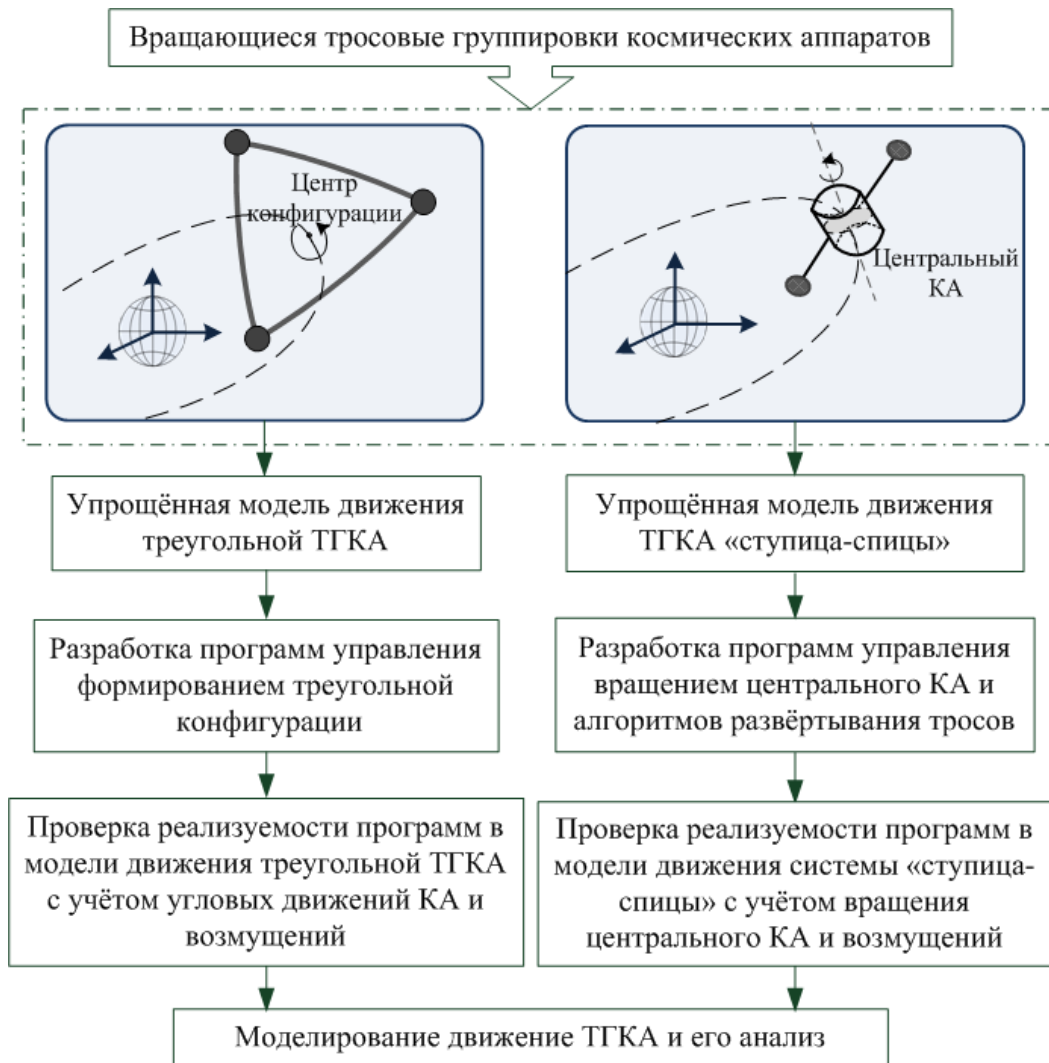 Вращающиеся тросовые группировки космических аппаратов
Центр
конфигурации
Центральный
КА
Упрощённая модель движения
треугольной ТГКА
Упрощённая модель движения
ТГКА «ступица-спицы»
Разработка программ управления
формированием треугольной
конфигурации
Разработка программ управления
вращением центрального КА и
алгоритмов развёртывания тросов
Проверка реализуемости программ в
модели движения треугольной ТГКА
с учётом угловых движений КА и
возмущений
Проверка реализуемости программ в
модели движения системы «ступица-
спицы» с учётом вращения
центрального КА и возмущений
Моделирование движение ТГКА и его анализ